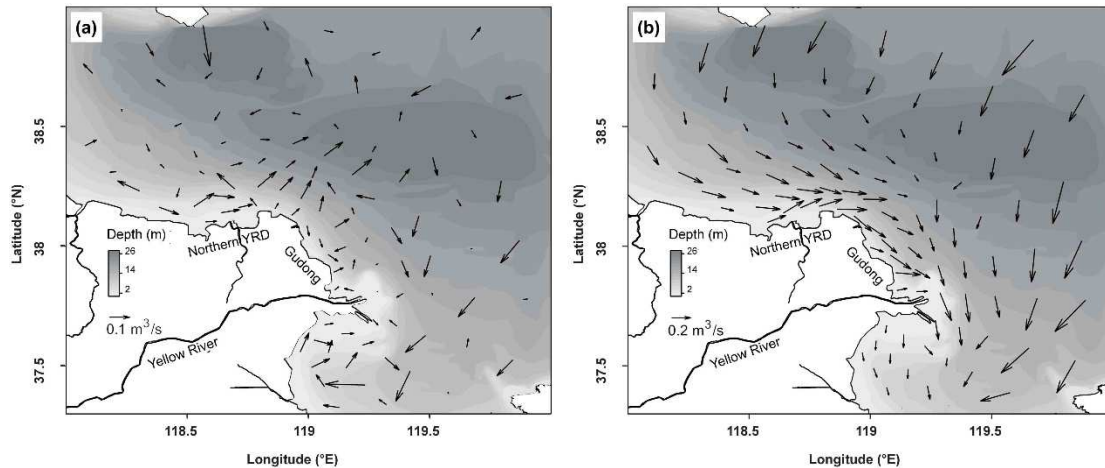 (a)
38.5
38
37.5
Latitude (°N)
Depth (m)
26
14
2
0.1 m³/s
Northern YRD
Gudong
Yellow River
118.5
119
119.5
Longitude (°E)
(b)
38.5
38
37.5
Latitude (°N)
Depth (m)
26
14
2
0.2 m³/s
Northern YRD
Gudong
Yellow River
118.5
119
119.5
Longitude (°E)